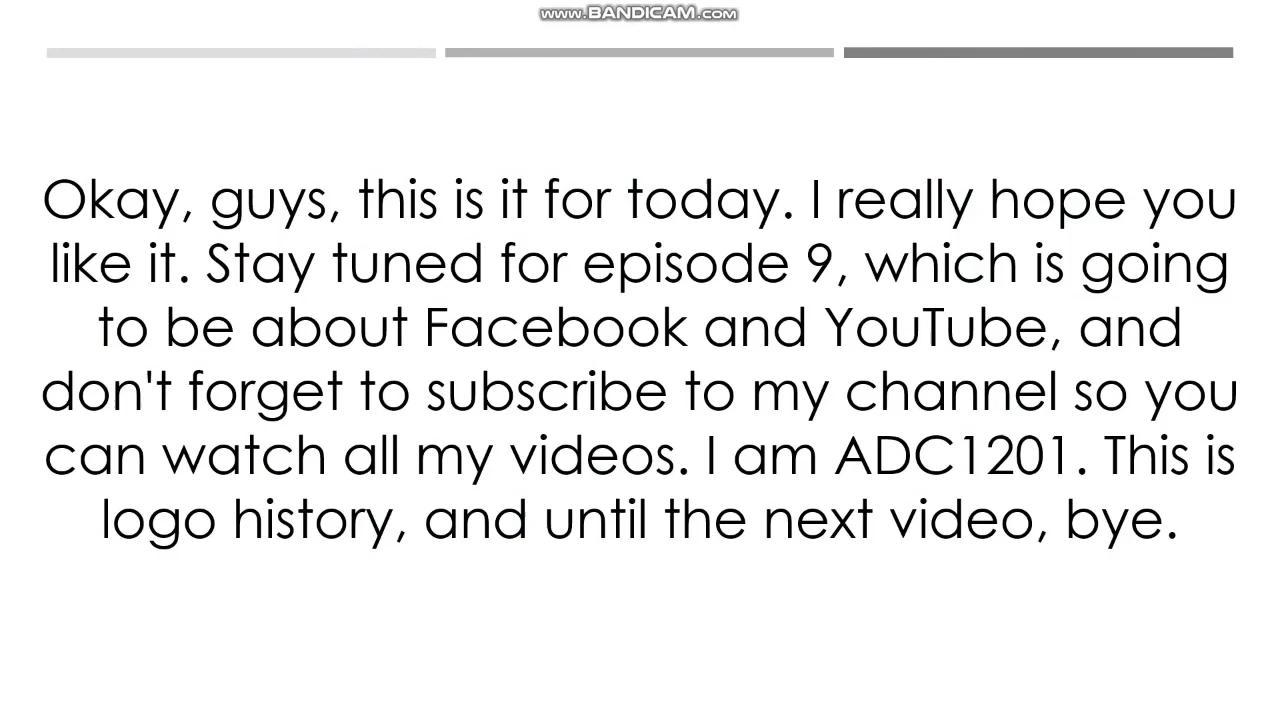 www.BANDICAM.com
Okay, guys, this is it for today. I really hope you
like it. Stay tuned for episode 9, which is going
to be about Facebook and YouTube, and
don't forget to subscribe to my channel so you
can watch all my videos. I am ADC1201. This is
logo history, and until the next video, bye.